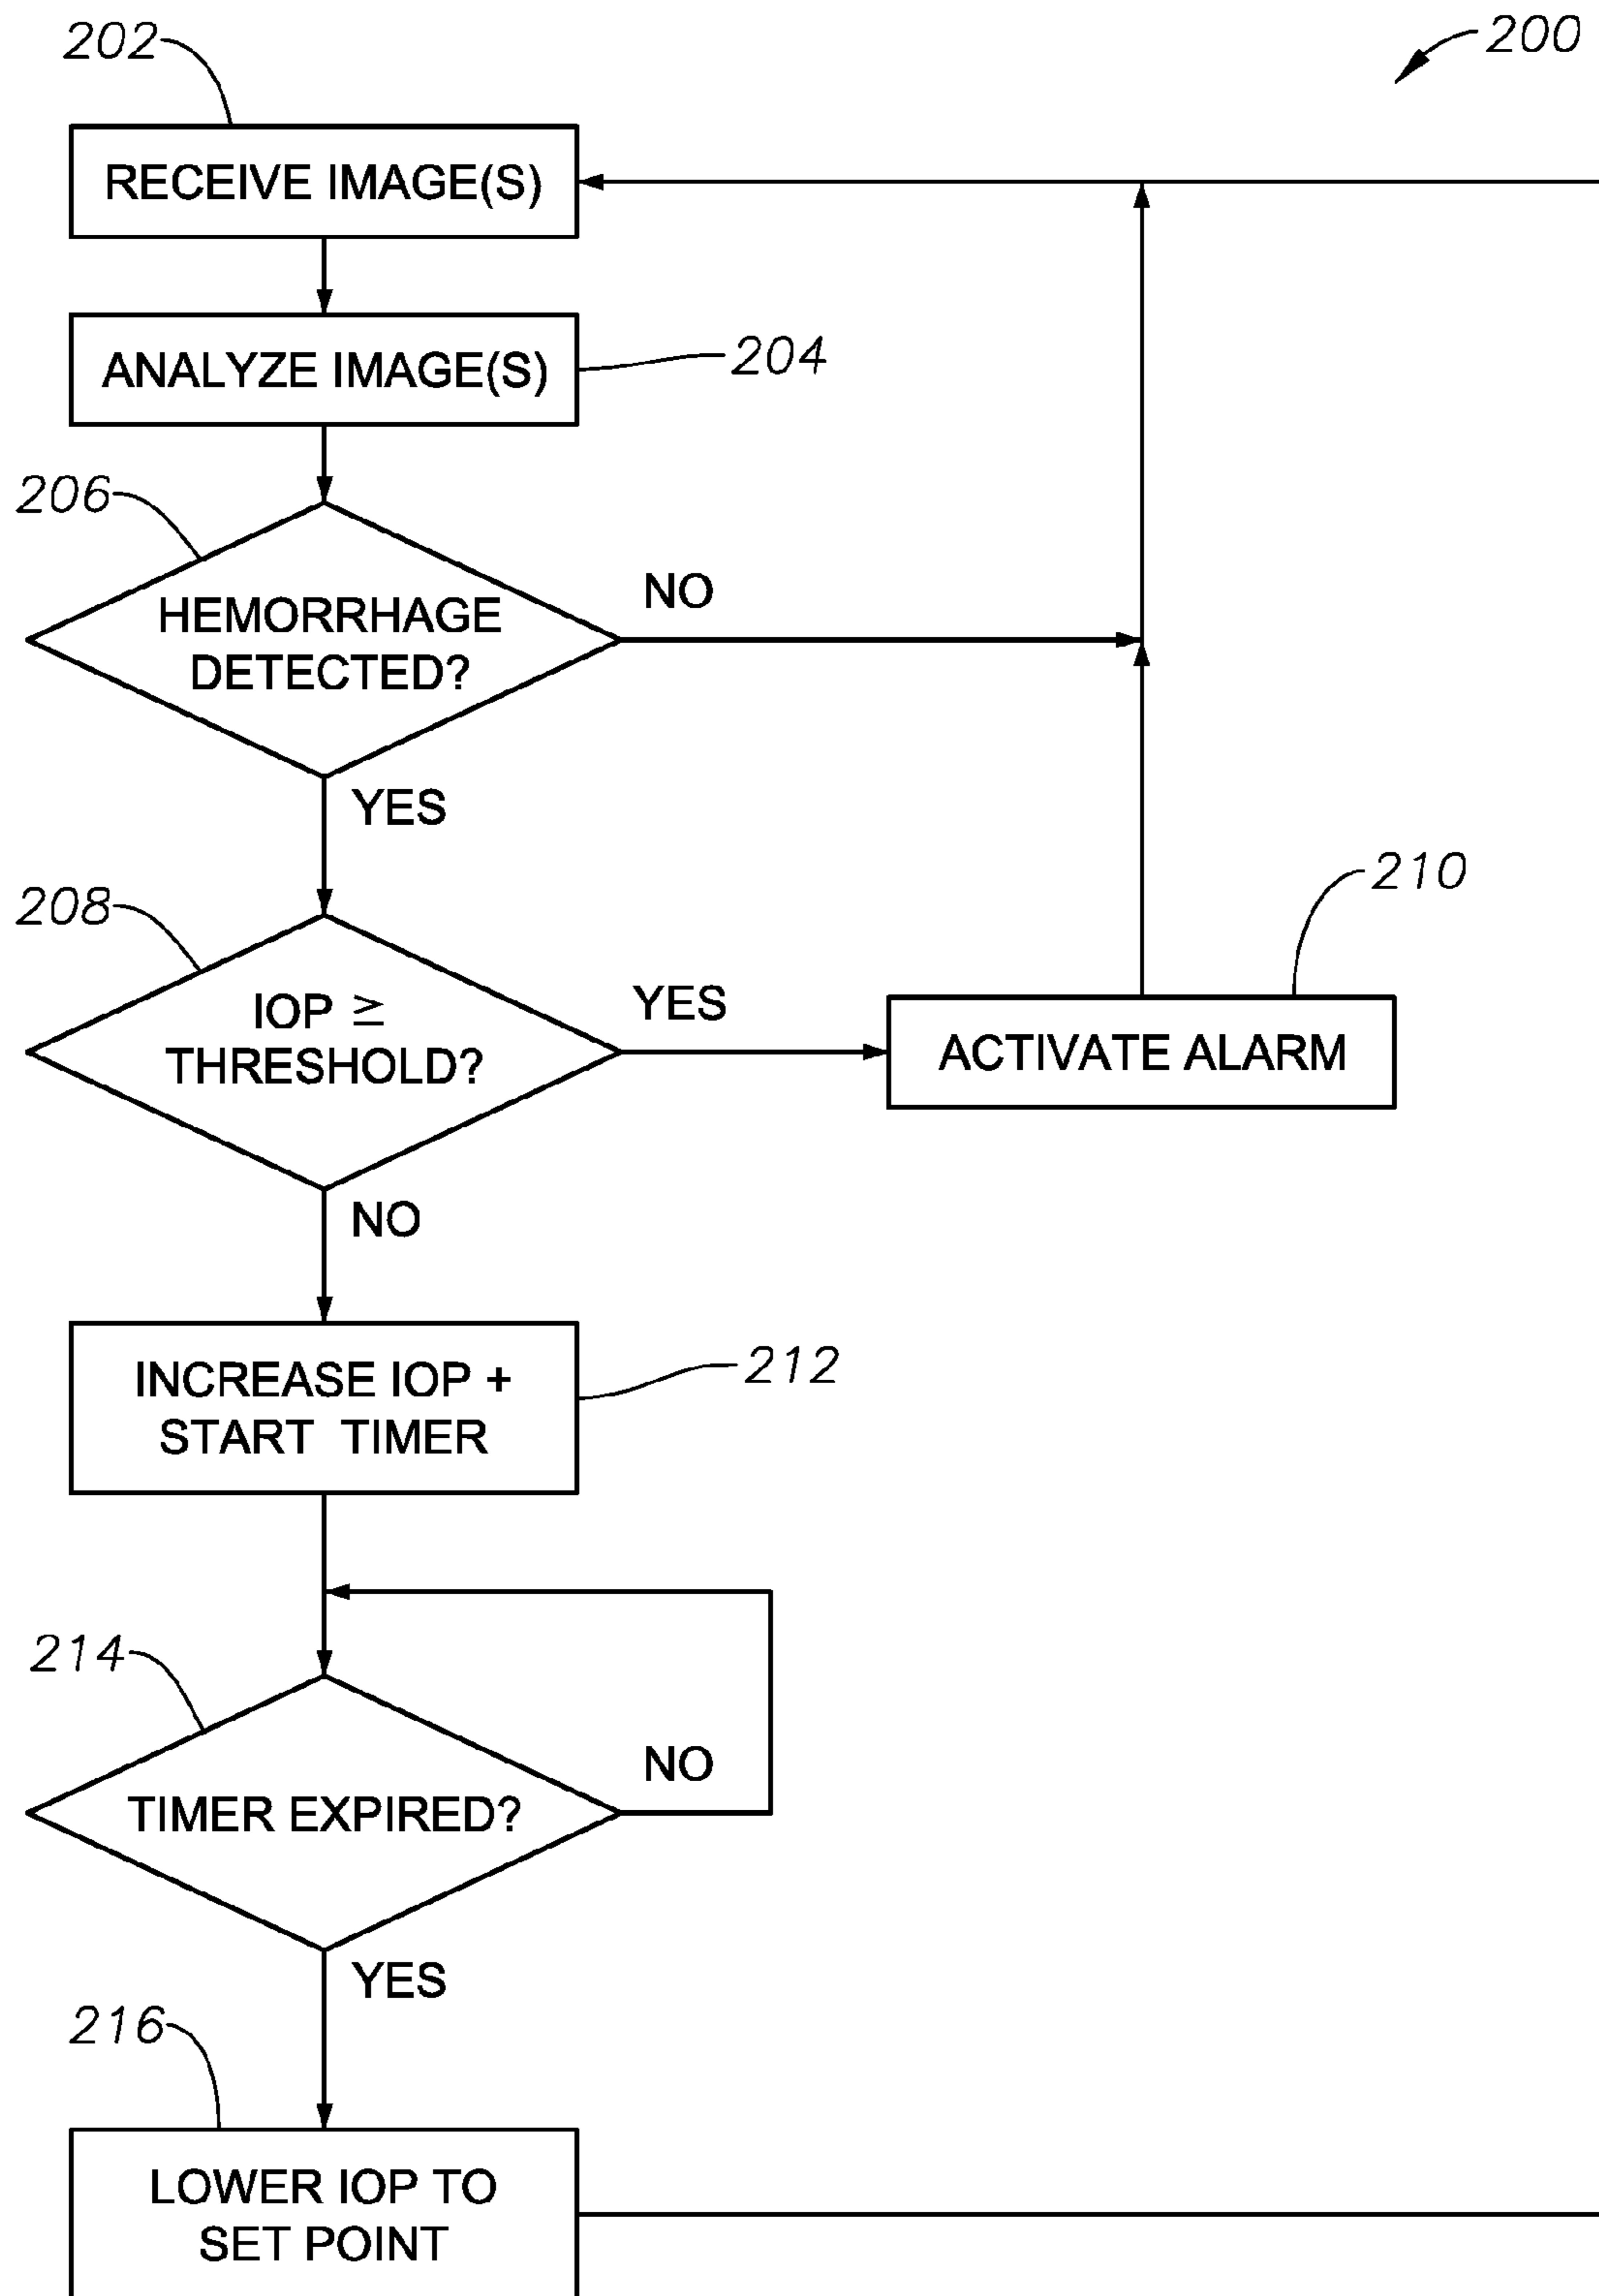 202
200
RECEIVE IMAGE(S)
ANALYZE IMAGE(S)
204
206
HEMORRHAGE
DETECTED?
NO
YES
208
IOP ≥
THRESHOLD?
YES
210
ACTIVATE ALARM
NO
INCREASE IOP +
START TIMER
212
214
TIMER EXPIRED?
NO
YES
216
LOWER IOP TO
SET POINT